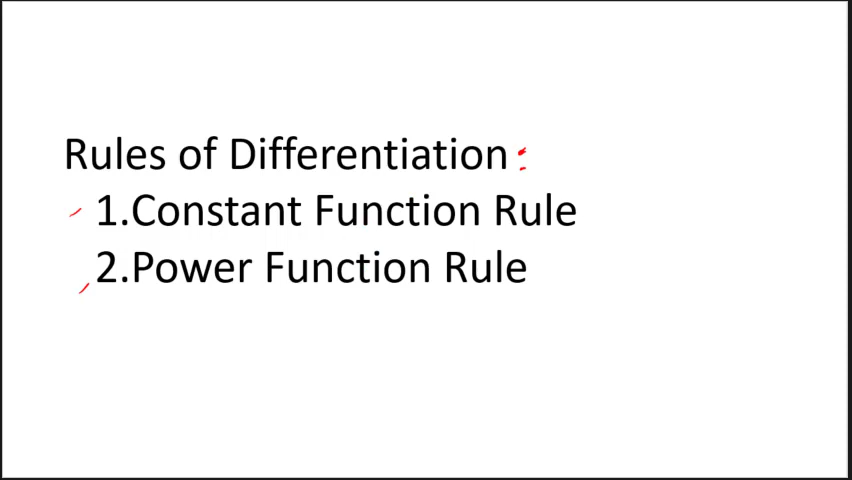 Rules of Differentiation :
1.Constant Function Rule
2.Power Function Rule